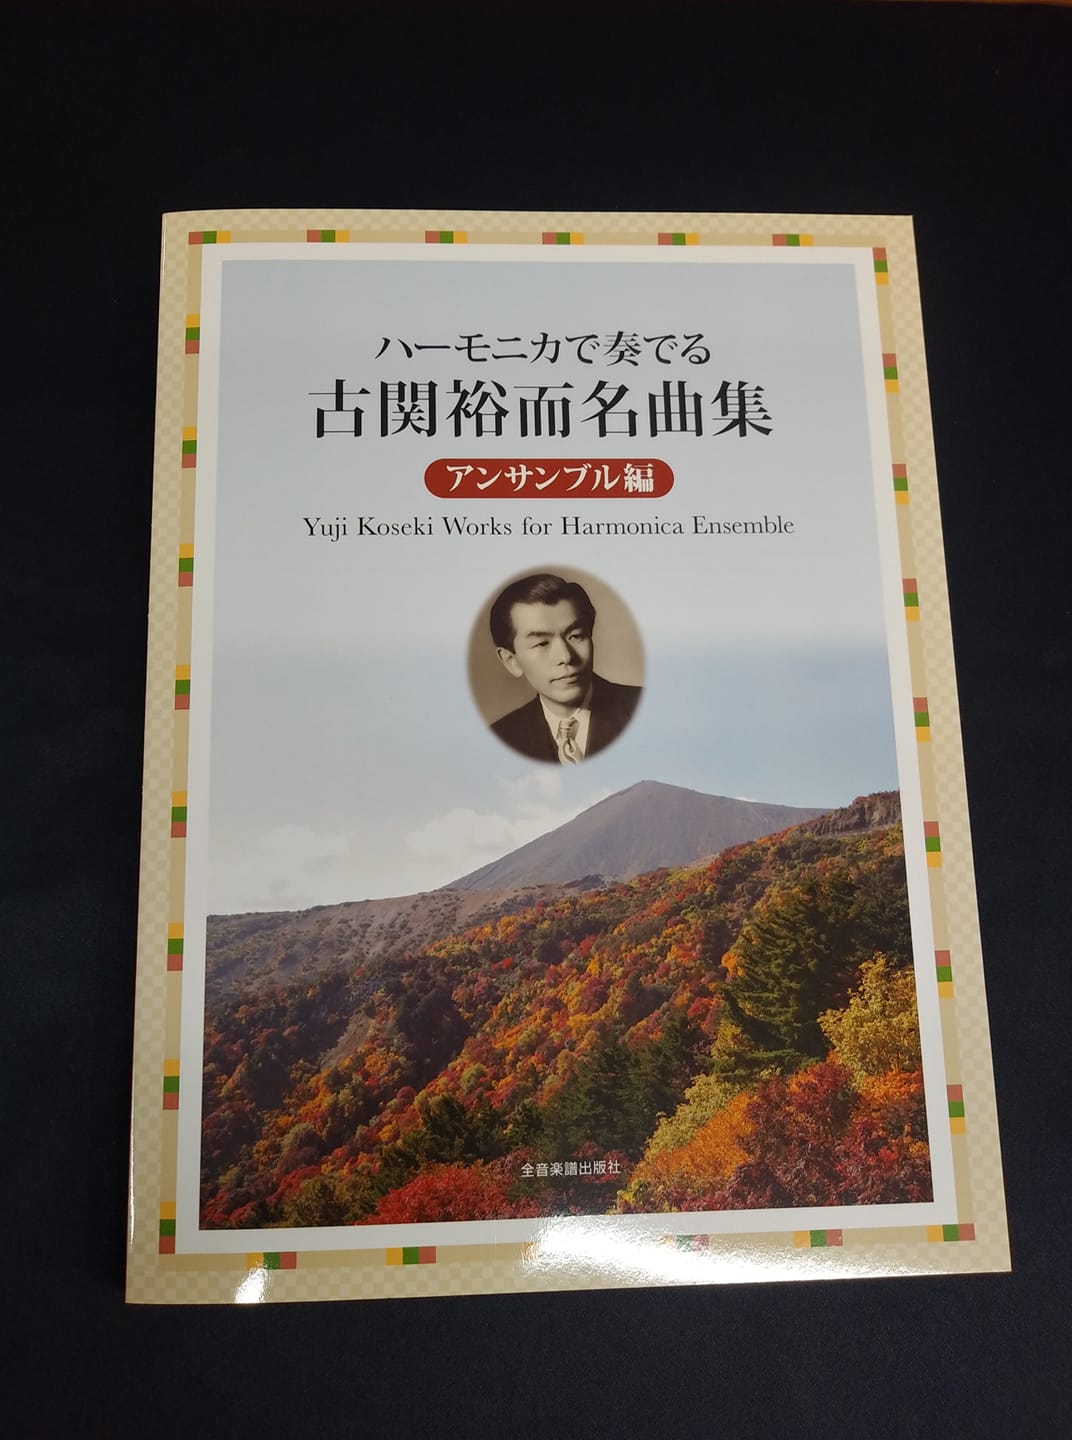 ハーモニカで奏でる
古関裕而名曲集
アンサンブル編
Yuji Koseki Works for Harmonica Ensemble
全音楽譜出版社